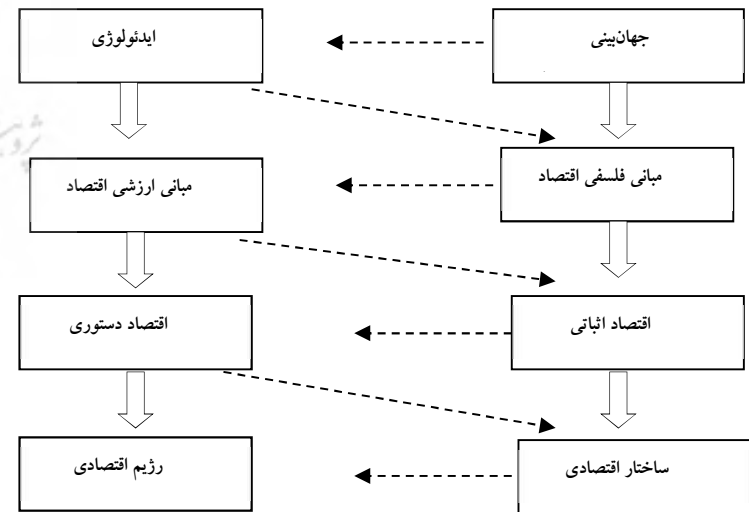 جهان‌بینی
ایدئولوژی
مبانی فلسفی اقتصاد
مبانی ارزشی اقتصاد
اقتصاد اثباتی
اقتصاد دستوری
ساختار اقتصادی
رژیم اقتصادی